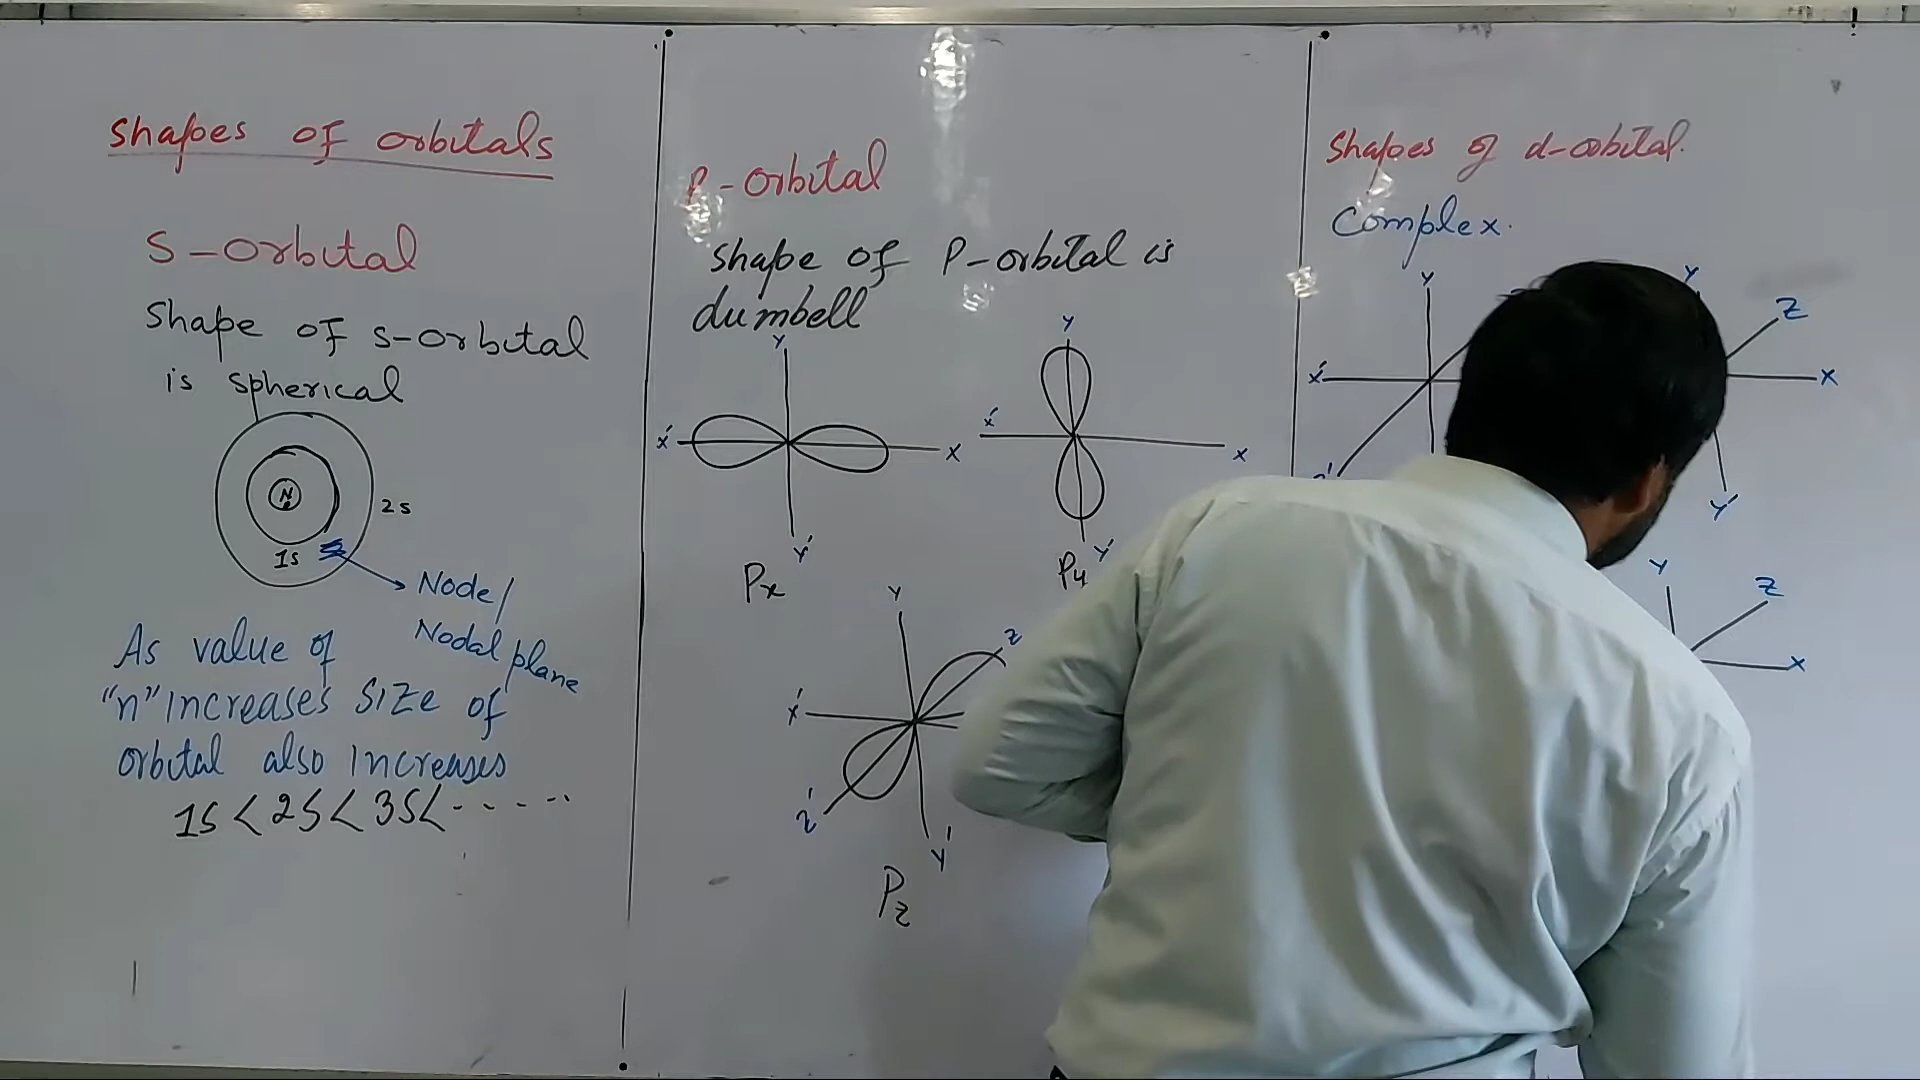 Shapes of orbitals
S-orbital
Shape of s-orbital
is spherical
N
2s
1s
Node/
Nodal plane
As value of
"n" increases size of
orbital also increases
1S < 2S < 3S < - - - - -
P-orbital
Shape of P-orbital is
dumbell
Y
X'
X
Y'
Px
Y
X'
X
Y'
Py
Y
Z
X'
Z'
Y'
Pz
Shapes of d-orbital.
Complex.
Y
X'
Y
Z
X
Y'
Y
Z
X